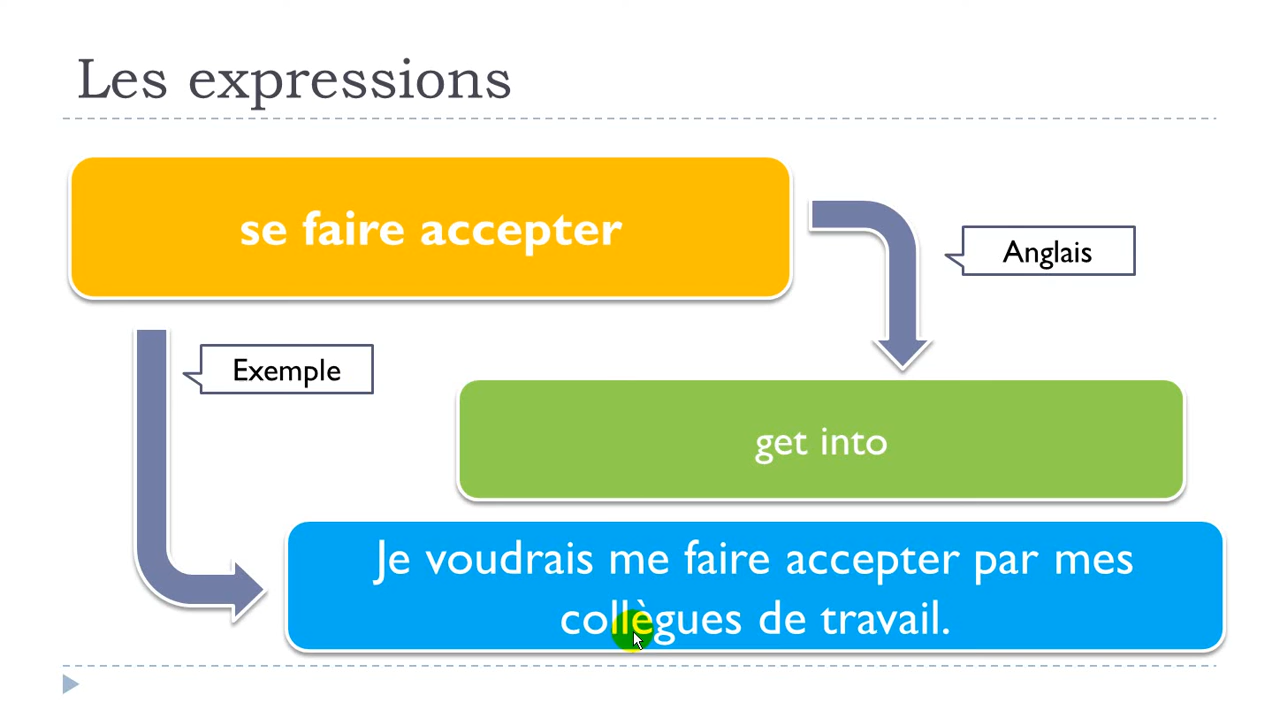 Les expressions
se faire accepter
Anglais
Exemple
get into
Je voudrais me faire accepter par mes
collègues de travail.